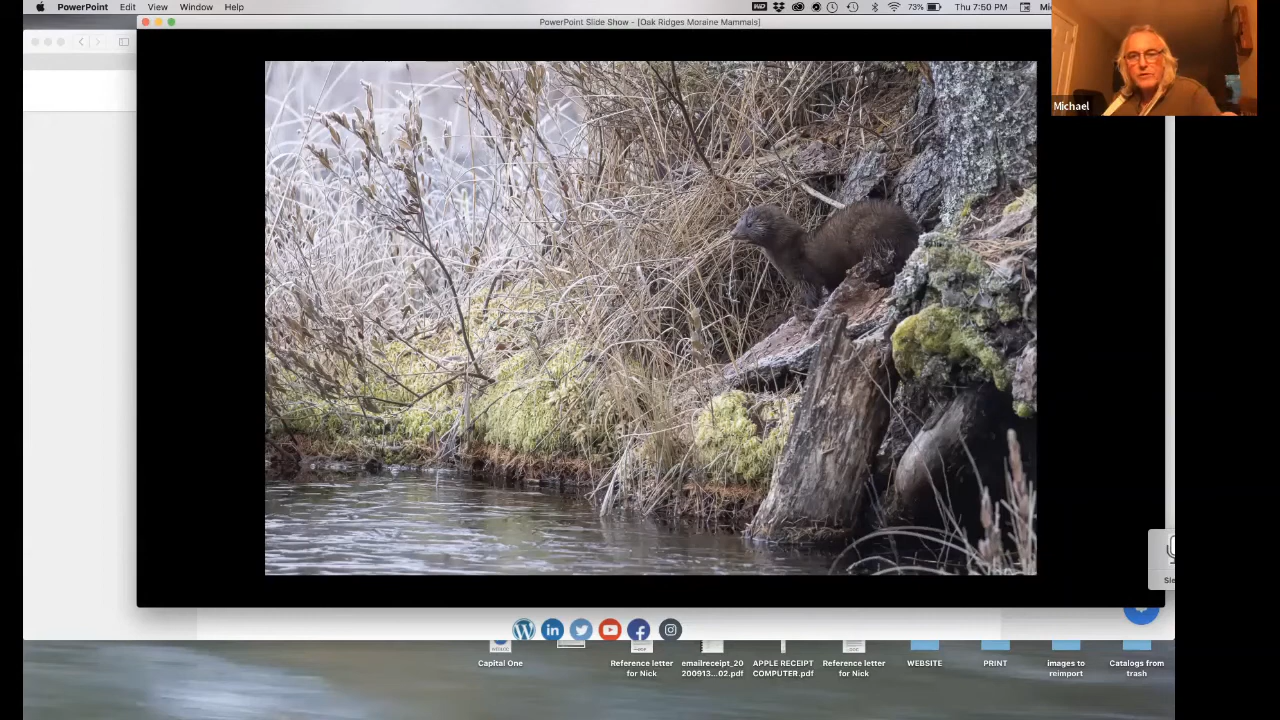 PowerPoint Edit View Window Help
73% Thu 7:50 PM
PowerPoint Slide Show - [Oak Ridges Moraine Mammals]
Michael
in
Capital One
Reference letter
for Nick
emailreceipt_20
200913...02.pdf
APPLE RECEIPT
COMPUTER.pdf
Reference letter
for Nick
WEBSITE
PRINT
images to
reimport
Catalogs from
trash